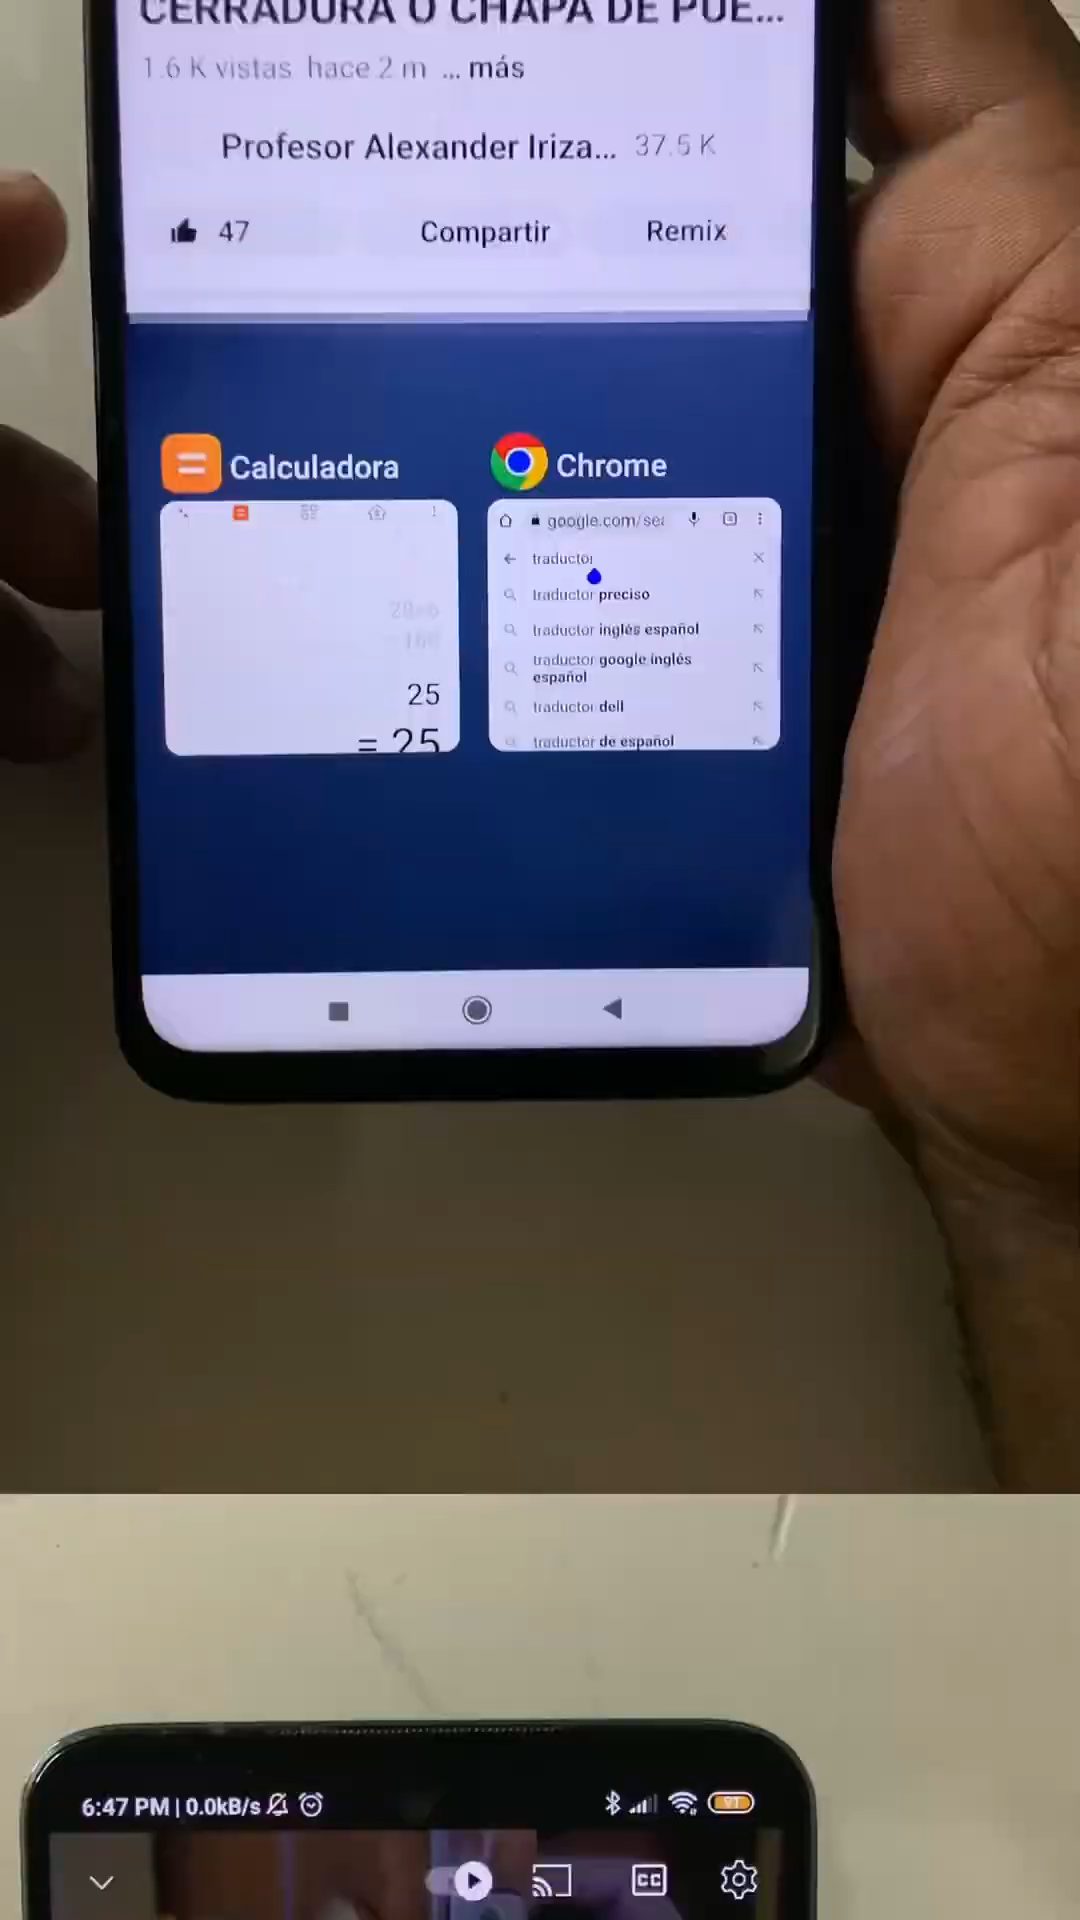 CERRADURA O CHAPA DE PUE...
1.6 K vistas hace 2 m ... más
Profesor Alexander Iriza... 37.5 K
47 Compartir Remix
Calculadora Chrome
google.com/sea
traductor
traductor preciso
traductor inglés español
traductor google inglés
español
traductor dell
traductor de español
25
= 25
6:47 PM | 0.0kB/s
CC